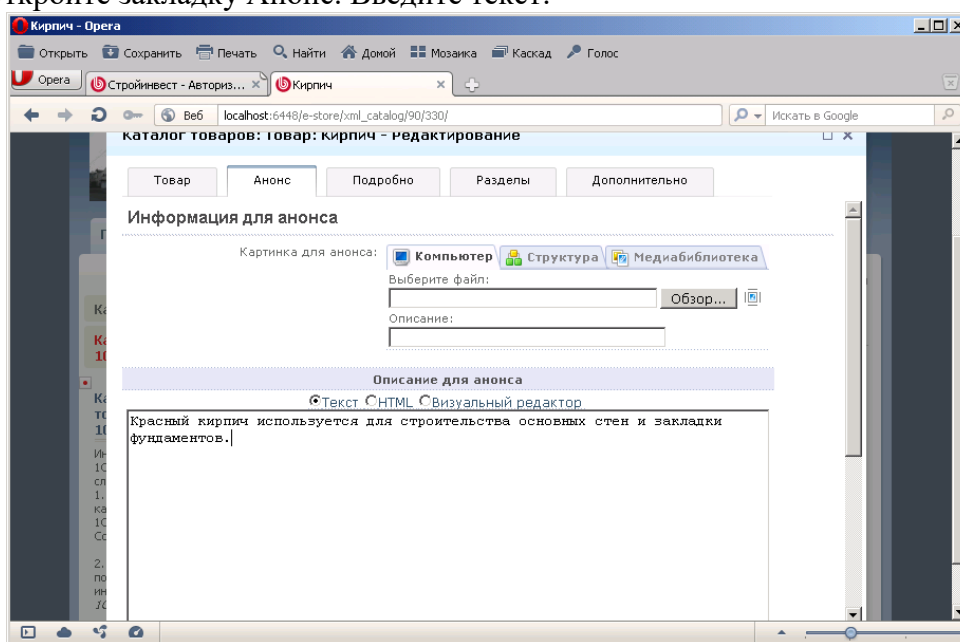 ткройте закладку Анонс. Введите текст.
Кирпич - Opera
Открыть Сохранить Печать Найти Домой Мозаика Каскад Голос
Opera Стройинвест - Авториз... Кирпич
Веб localhost:6448/e-store/xml_catalog/90/330/ Искать в Google
Каталог товаров: Товар: Кирпич - Редактирование
Товар Анонс Подробно Разделы Дополнительно
Информация для анонса
Картинка для анонса: Компьютер Структура Медиабиблиотека
Выберите файл:
Обзор...
Описание:
Описание для анонса
Текст HTML Визуальный редактор
Красный кирпич используется для строительства основных стен и закладки
фундаментов.